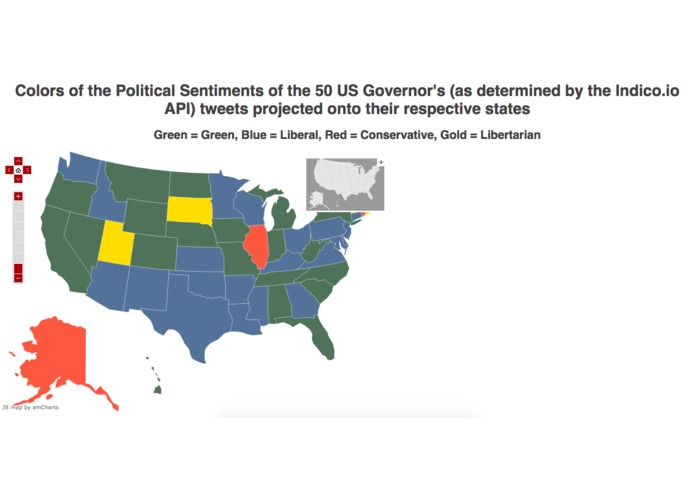 Colors of the Political Sentiments of the 50 US Governor's (as determined by the Indico.io
API) tweets projected onto their respective states
Green = Green, Blue = Liberal, Red = Conservative, Gold = Libertarian
JS map by amCharts